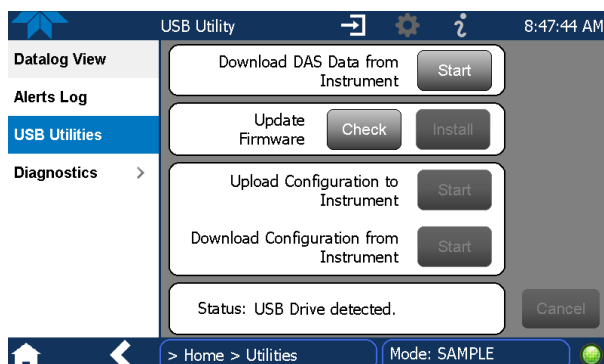 USB Utility
8:47:44 AM
Datalog View
Alerts Log
USB Utilities
Diagnostics >
Download DAS Data from
Instrument
Start
Update
Firmware
Check
Install
Upload Configuration to
Instrument
Start
Download Configuration from
Instrument
Start
Status: USB Drive detected.
Cancel
> Home > Utilities
Mode: SAMPLE